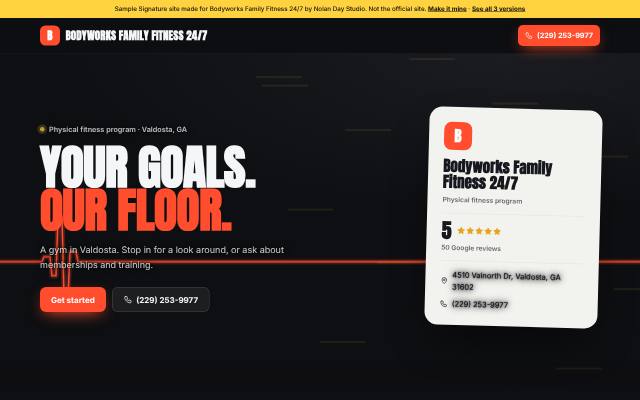 Sample Signature site made for Bodyworks Family Fitness 24/7 by Nolan Day Studio. Not the official site. Make it mine · See all 3 versions
B BODYWORKS FAMILY FITNESS 24/7
(229) 253-9977
Physical fitness program · Valdosta, GA
YOUR GOALS.
OUR FLOOR.
A gym in Valdosta. Stop in for a look around, or ask about
memberships and training.
Get started
(229) 253-9977
B
Bodyworks Family
Fitness 24/7
Physical fitness program
5 ★★★★★
50 Google reviews
4510 Valnorth Dr, Valdosta, GA
31602
(229) 253-9977